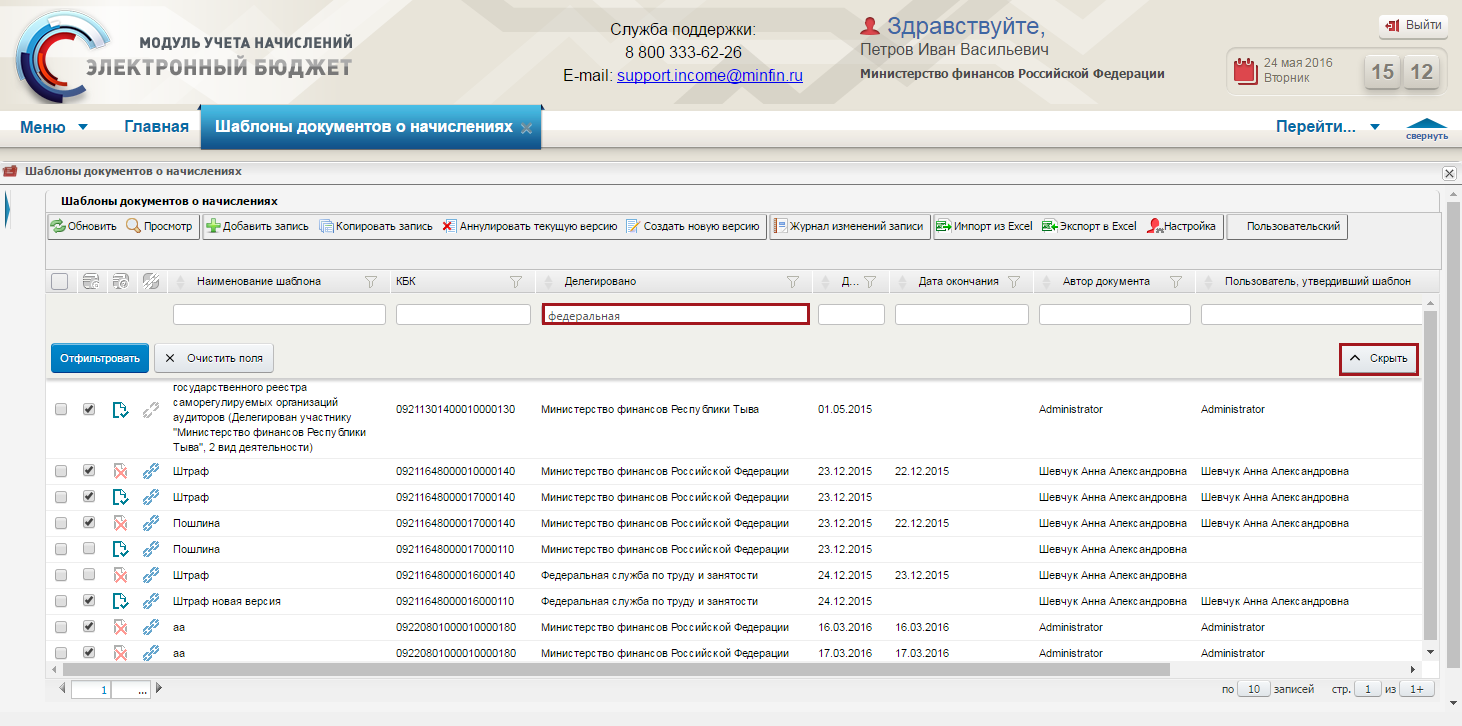 МОДУЛЬ УЧЕТА НАЧИСЛЕНИЙ
ЭЛЕКТРОННЫЙ БЮДЖЕТ
Служба поддержки:
8 800 333-62-26
E-mail: support.income@minfin.ru
Здравствуйте,
Петров Иван Васильевич
Министерство финансов Российской Федерации
Выйти
24 мая 2016
Вторник
15 12
Меню Главная Шаблоны документов о начислениях Перейти... свернуть
Шаблоны документов о начислениях
Шаблоны документов о начислениях
Обновить Просмотр Добавить запись Копировать запись Аннулировать текущую версию Создать новую версию Журнал изменений записи Импорт из Excel Экспорт в Excel Настройка Пользовательский
Наименование шаблона КБК Делегировано Д... Дата окончания Автор документа Пользователь, утвердивший шаблон
федеральная
Отфильтровать Очистить поля Скрыть
государственного реестра
саморегулируемых организаций
аудиторов (Делегирован участнику
"Министерство финансов Республики
Тыва", 2 вид деятельности)
09211301400010000130 Министерство финансов Республики Тыва 01.05.2015 Administrator Administrator
Штраф 09211648000010000140 Министерство финансов Российской Федерации 23.12.2015 22.12.2015 Шевчук Анна Александровна Шевчук Анна Александровна
Штраф 09211648000017000140 Министерство финансов Российской Федерации 23.12.2015 Шевчук Анна Александровна Шевчук Анна Александровна
Пошлина 09211648000017000140 Министерство финансов Российской Федерации 23.12.2015 22.12.2015 Шевчук Анна Александровна Шевчук Анна Александровна
Пошлина 09211648000017000110 Министерство финансов Российской Федерации 23.12.2015 Шевчук Анна Александровна
Штраф 09211648000016000140 Федеральная служба по труду и занятости 24.12.2015 23.12.2015 Шевчук Анна Александровна
Штраф новая версия 09211648000016000110 Федеральная служба по труду и занятости 24.12.2015 Шевчук Анна Александровна Шевчук Анна Александровна
аа 09220801000010000180 Министерство финансов Российской Федерации 16.03.2016 16.03.2016 Administrator Administrator
аа 09220801000010000180 Министерство финансов Российской Федерации 17.03.2016 17.03.2016 Administrator Administrator
1 ... по 10 записей стр. 1 из 1+